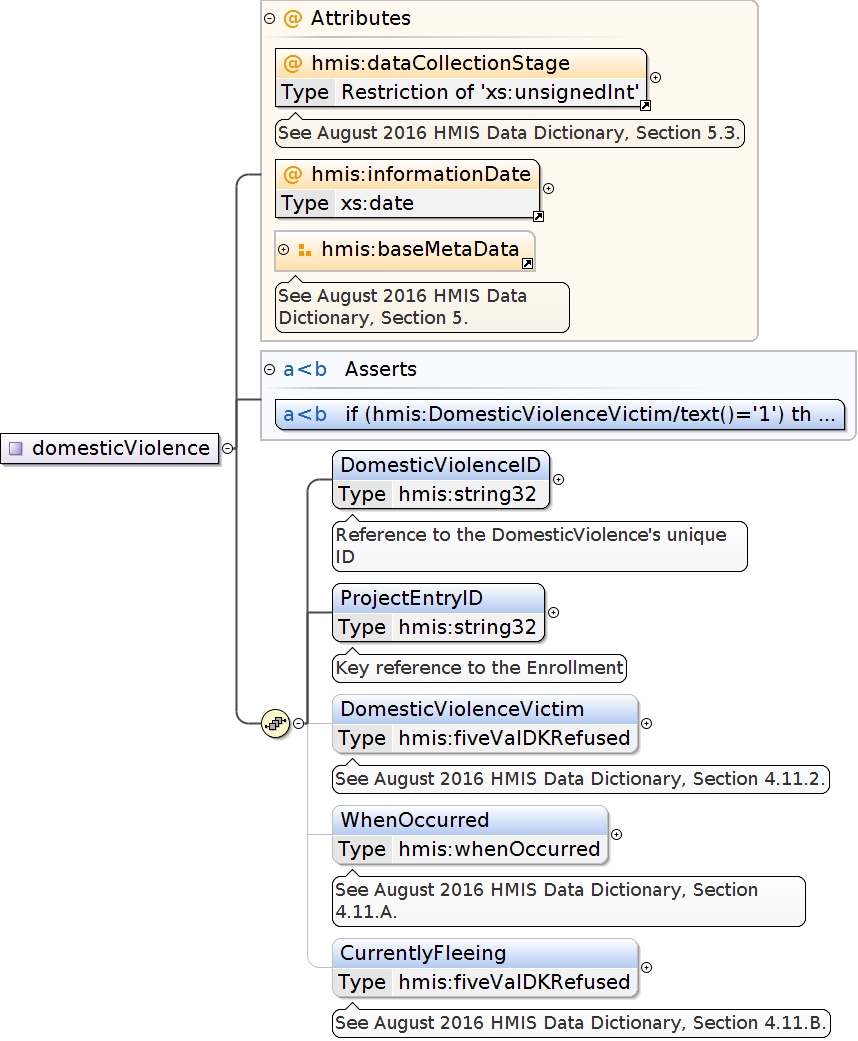 @ Attributes
@ hmis:dataCollectionStage
Type Restriction of 'xs:unsignedInt'
See August 2016 HMIS Data Dictionary, Section 5.3.
@ hmis:informationDate
Type xs:date
hmis:baseMetaData
See August 2016 HMIS Data
Dictionary, Section 5.
a<b Asserts
a<b if (hmis:DomesticViolenceVictim/text()='1') th ...
domesticViolence
DomesticViolenceID
Type hmis:string32
Reference to the DomesticViolence's unique
ID
ProjectEntryID
Type hmis:string32
Key reference to the Enrollment
DomesticViolenceVictim
Type hmis:fiveValDKRefused
See August 2016 HMIS Data Dictionary, Section 4.11.2.
WhenOccurred
Type hmis:whenOccurred
See August 2016 HMIS Data Dictionary, Section
4.11.A.
CurrentlyFleeing
Type hmis:fiveValDKRefused
See August 2016 HMIS Data Dictionary, Section 4.11.B.